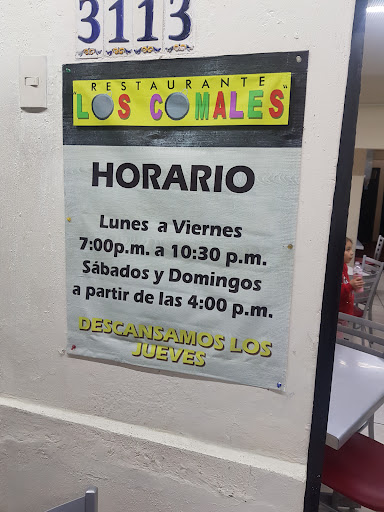 3113
RESTAURANTE
LOS COMALES
HORARIO
Lunes a Viernes
7:00p.m. a 10:30 p.m.
Sábados y Domingos
a partir de las 4:00 p.m.
DESCANSAMOS LOS
JUEVES